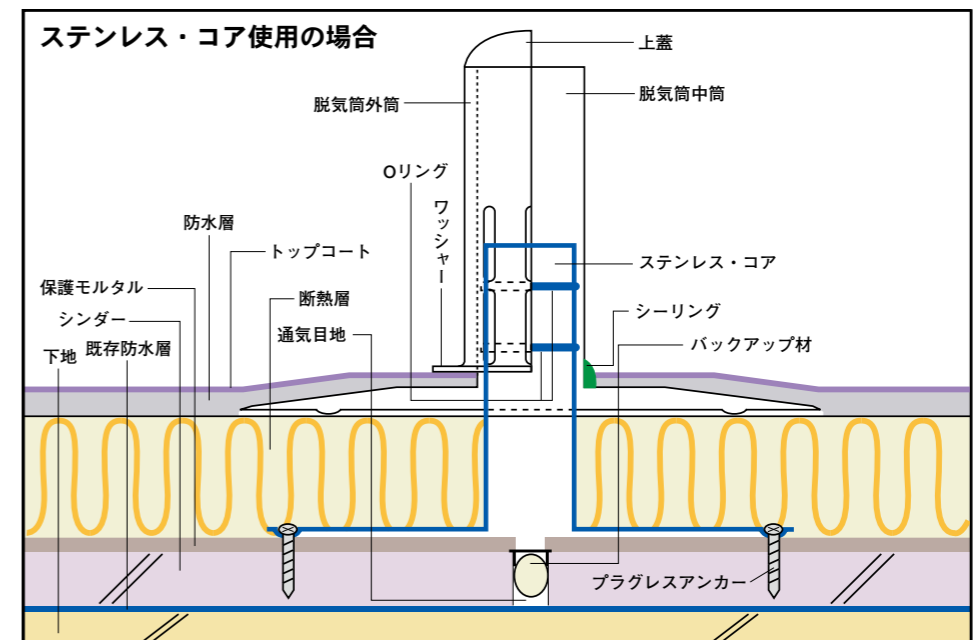 ステンレス・コア使用の場合
上蓋
脱気筒外筒
脱気筒中筒
Oリング
ワッシャー
防水層
トップコート
ステンレス・コア
保護モルタル
断熱層
シーリング
シンダー
通気目地
バックアップ材
下地
既存防水層
プラグレスアンカー